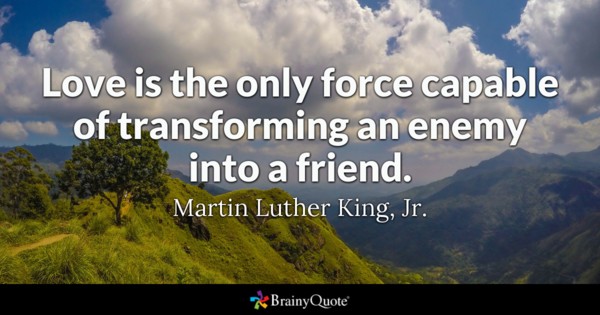 Love is the only force capable
of transforming an enemy
into a friend.
Martin Luther King, Jr.
BrainyQuote®